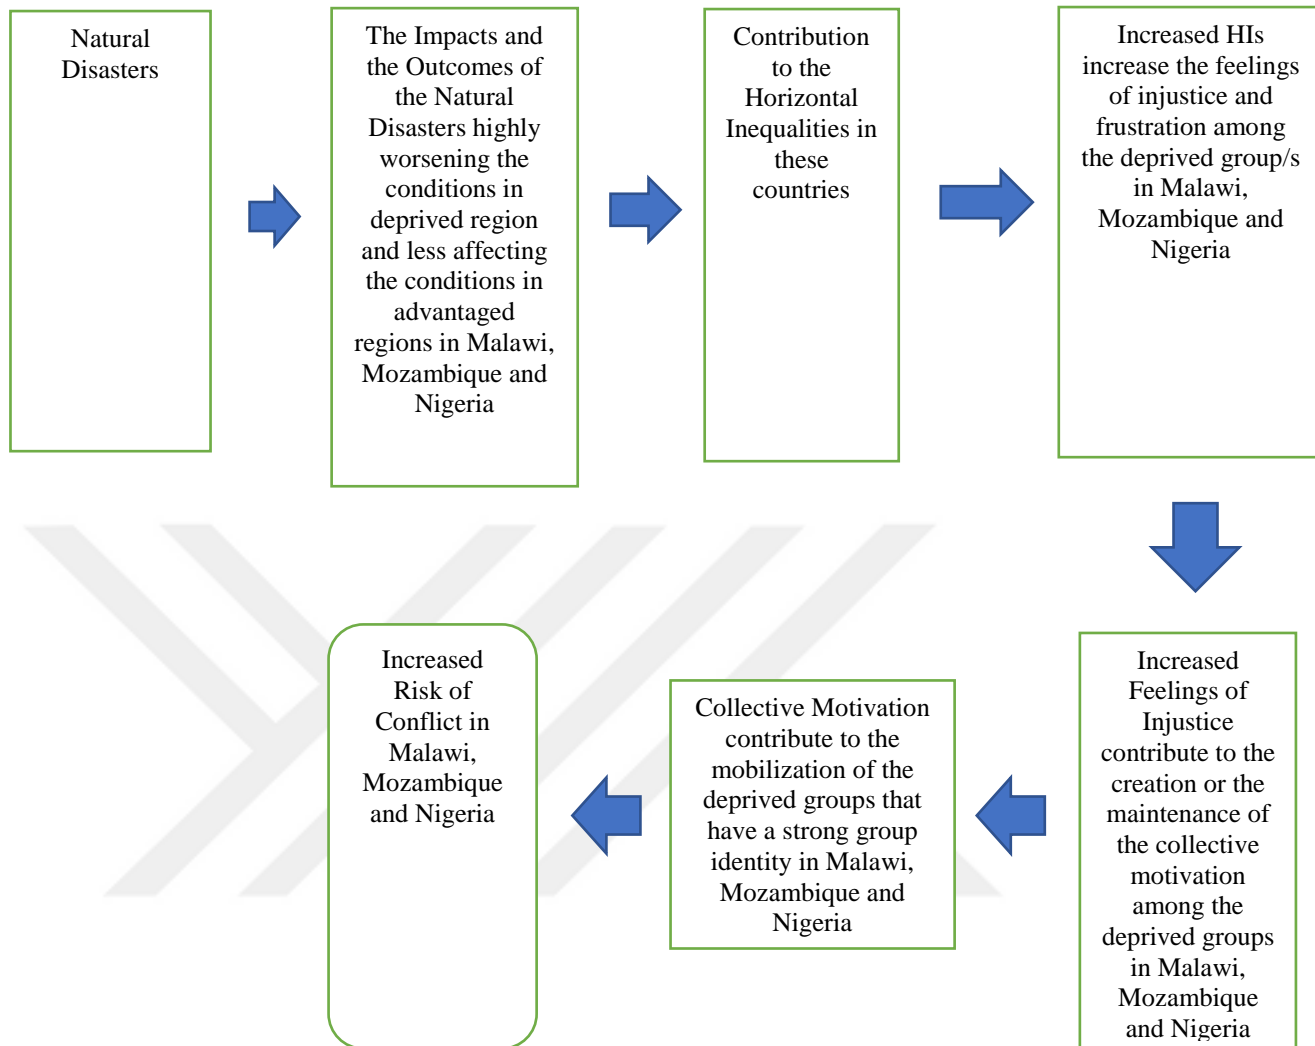 Natural
Disasters
The Impacts and
the Outcomes of
the Natural
Disasters highly
worsening the
conditions in
deprived region
and less affecting
the conditions in
advantaged
regions in Malawi,
Mozambique and
Nigeria
Contribution
to the
Horizontal
Inequalities in
these
countries
Increased HIs
increase the feelings
of injustice and
frustration among
the deprived group/s
in Malawi,
Mozambique and
Nigeria
Increased
Feelings of
Injustice
contribute to the
creation or the
maintenance of
the collective
motivation
among the
deprived groups
in Malawi,
Mozambique
and Nigeria
Collective Motivation
contribute to the
mobilization of the
deprived groups that
have a strong group
identity in Malawi,
Mozambique and
Nigeria
Increased
Risk of
Conflict in
Malawi,
Mozambique
and Nigeria